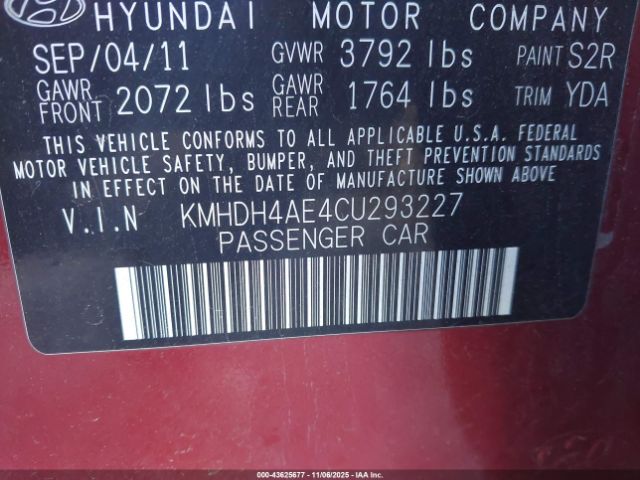 HYUNDAI MOTOR COMPANY
SEP/04/11 GVWR 3792 lbs PAINT S2R
GAWR FRONT 2072 lbs GAWR REAR 1764 lbs TRIM YDA
THIS VEHICLE CONFORMS TO ALL APPLICABLE U.S.A. FEDERAL
MOTOR VEHICLE SAFETY, BUMPER, AND THEFT PREVENTION STANDARDS
IN EFFECT ON THE DATE OF MANUFACTURE SHOWN ABOVE.
V.I.N KMHDH4AE4CU293227
PASSENGER CAR
000-43625677 - 11/06/2025 - COPYRIGHT IAA, LLC.